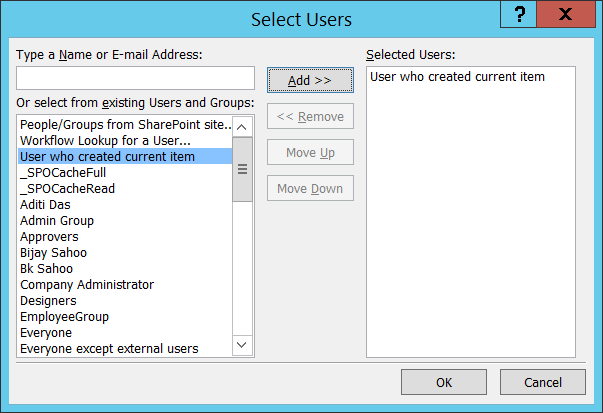 Select Users
?
X
Type a Name or E-mail Address:
Add >>
Or select from existing Users and Groups:
People/Groups from SharePoint site...
Workflow Lookup for a User...
User who created current item
_SPOCacheFull
_SPOCacheRead
Aditi Das
Admin Group
Approvers
Bijay Sahoo
Bk Sahoo
Company Administrator
Designers
EmployeeGroup
Everyone
Everyone except external users
<< Remove
Move Up
Move Down
Selected Users:
User who created current item
OK
Cancel